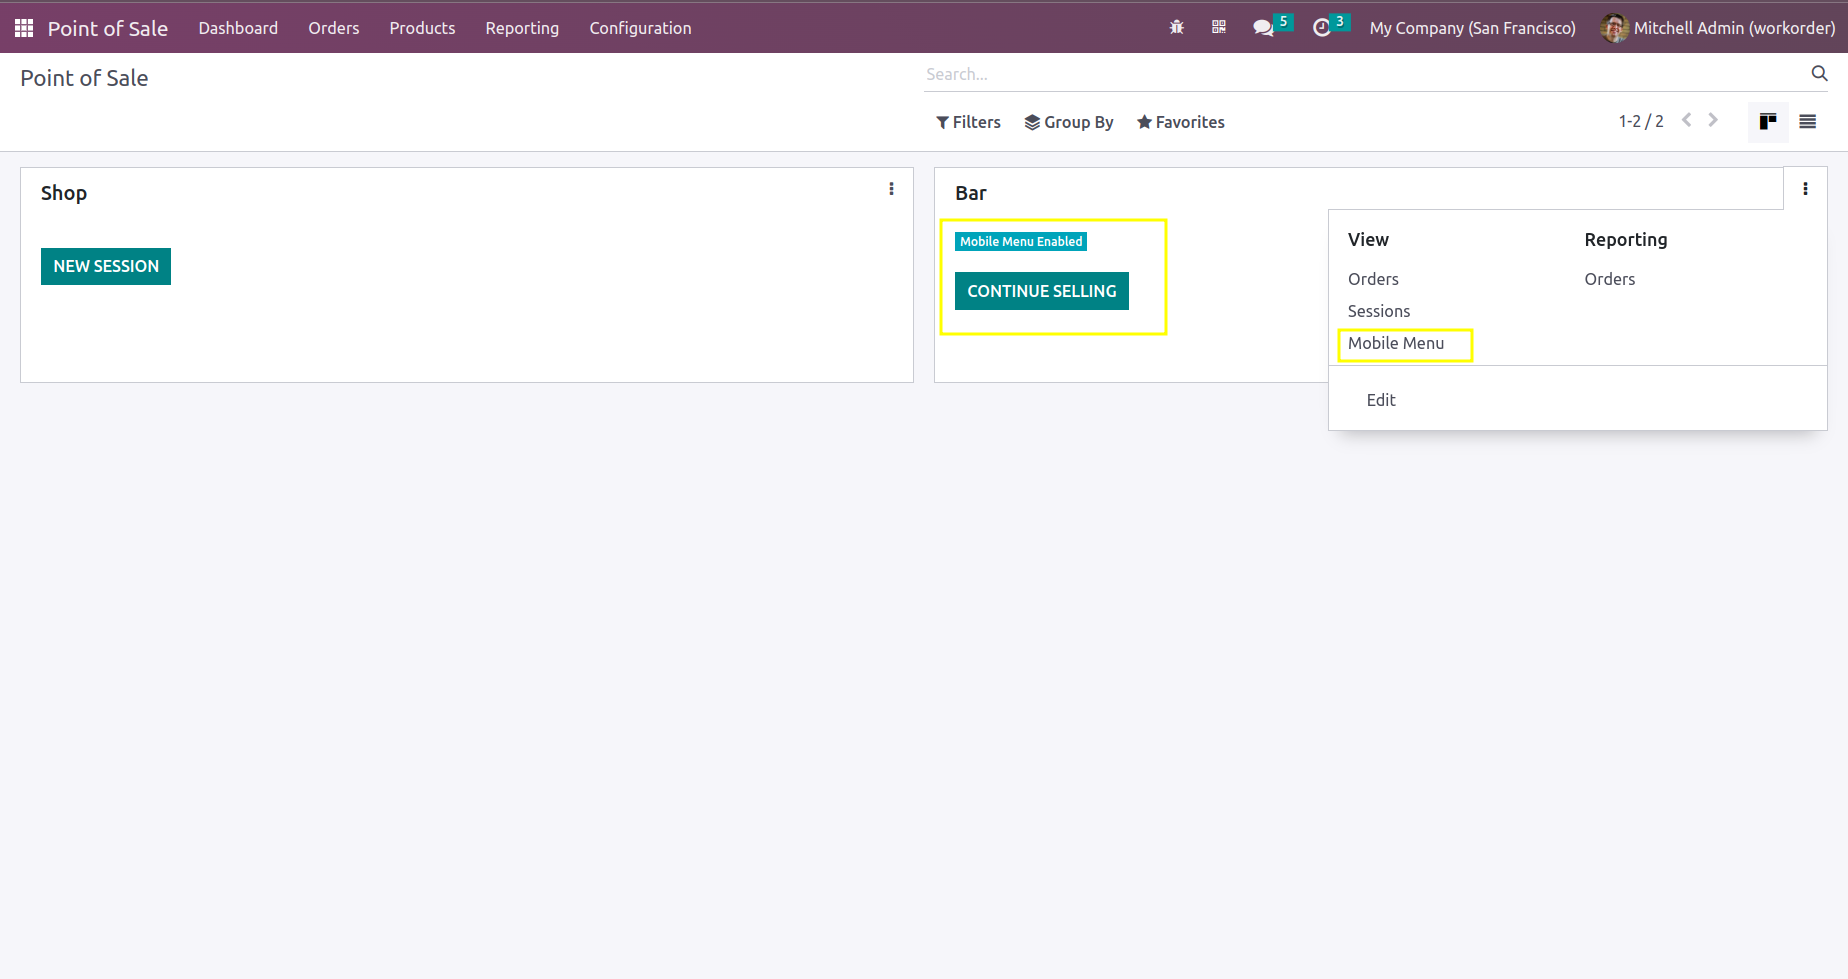 Point of Sale Dashboard Orders Products Reporting Configuration 5 3 My Company (San Francisco) Mitchell Admin (workorder)
Point of Sale Search...
Filters Group By Favorites 1-2 / 2
Shop
NEW SESSION
Bar
Mobile Menu Enabled
CONTINUE SELLING
View Reporting
Orders Orders
Sessions
Mobile Menu
Edit